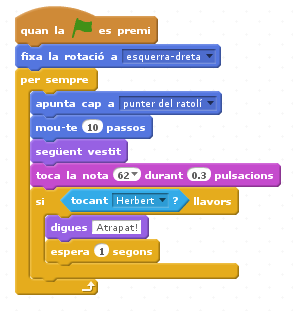 quan la es premi
fixa la rotació a esquerra-dreta
per sempre
apunta cap a punter del ratolí
mou-te 10 passos
següent vestit
toca la nota 62 durant 0.3 pulsacions
si tocant Herbert ? llavors
digues Atrapat!
espera 1 segons